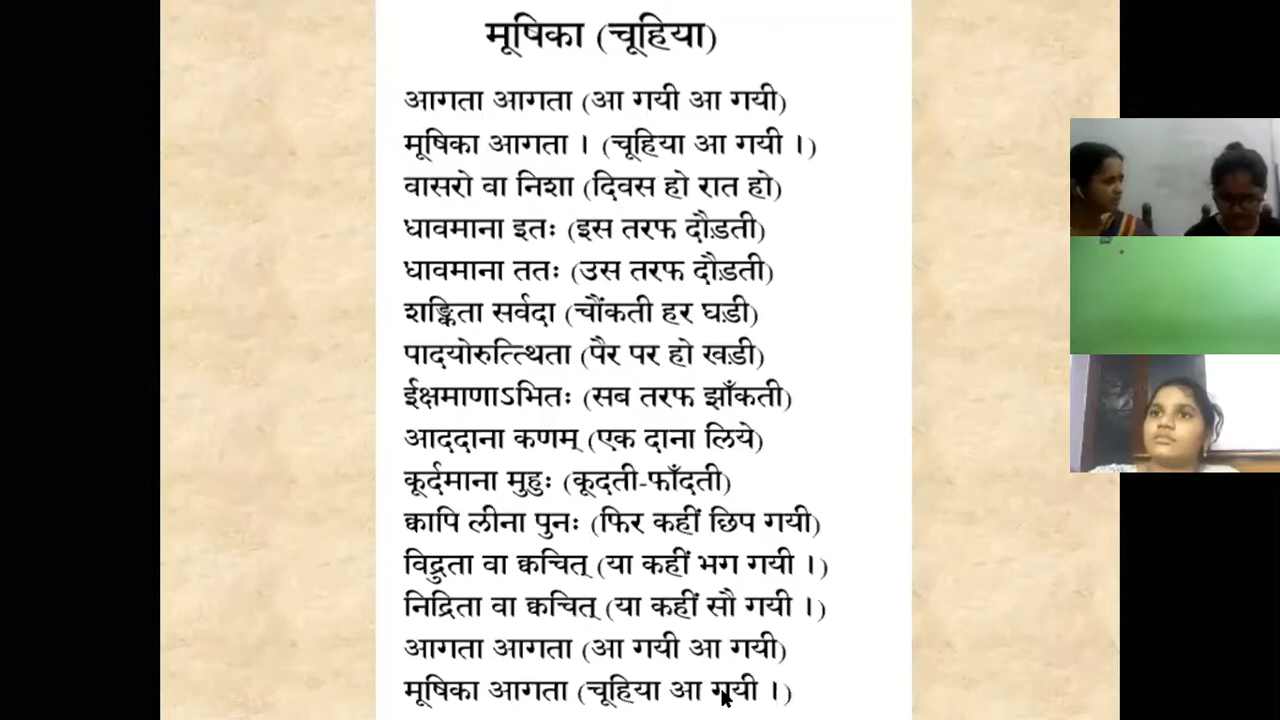 मूषिका (चूहिया)
आगता आगता (आ गयी आ गयी)
मूषिका आगता । (चूहिया आ गयी ।)
वासरो वा निशा (दिवस हो रात हो)
धावमाना इतः (इस तरफ दौड़ती)
धावमाना ततः (उस तरफ दौड़ती)
शङ्किता सर्वदा (चौंकती हर घड़ी)
पादयोरुत्त्थिता (पैर पर हो खड़ी)
ईक्षमाणाऽभितः (सब तरफ झाँकती)
आददाना कणम् (एक दाना लिये)
कूर्दमाना मुहुः (कूदती-फाँदती)
क्वापि लीना पुनः (फिर कहीं छिप गयी)
विद्रुता वा क्वचित् (या कहीं भग गयी ।)
निद्रिता वा क्वचित् (या कहीं सौ गयी ।)
आगता आगता (आ गयी आ गयी)
मूषिका आगता (चूहिया आ गयी ।)